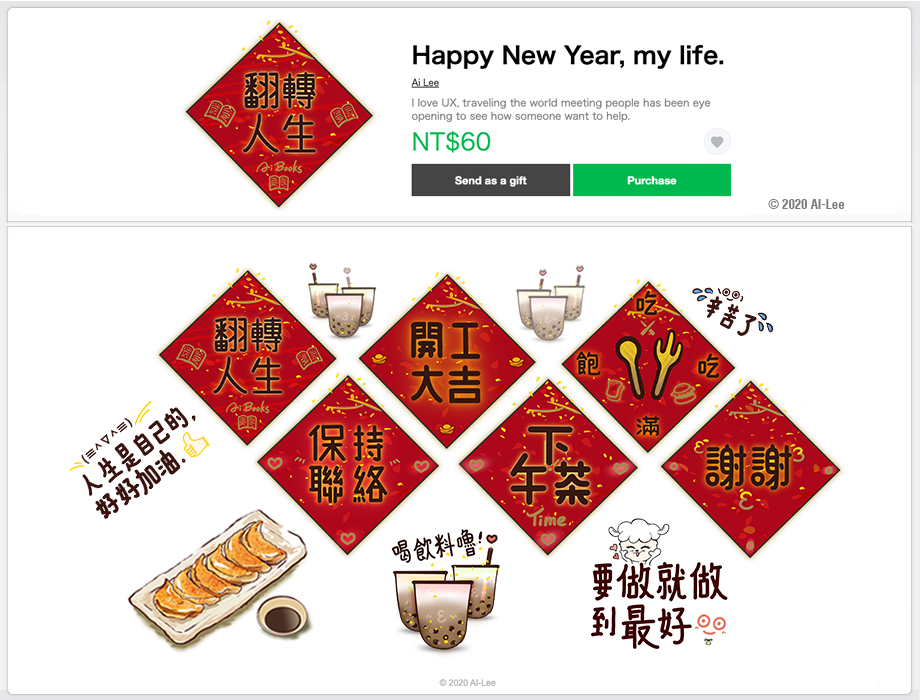 翻轉
人生
Ai Books
Happy New Year, my life.
Ai Lee
I love UX, traveling the world meeting people has been eye
opening to see how someone want to help.
NT$60
Send as a gift
Purchase
© 2020 AI-Lee
翻轉
人生
Ai Books
開工
大吉
吃
飽 吃
滿
辛苦了
(≡^∇^≡)
人生是自己的,
好好加油.
保持
聯絡
下
午茶
Time
謝謝
喝飲料嚕!
要做就做
到最好
© 2020 AI-Lee